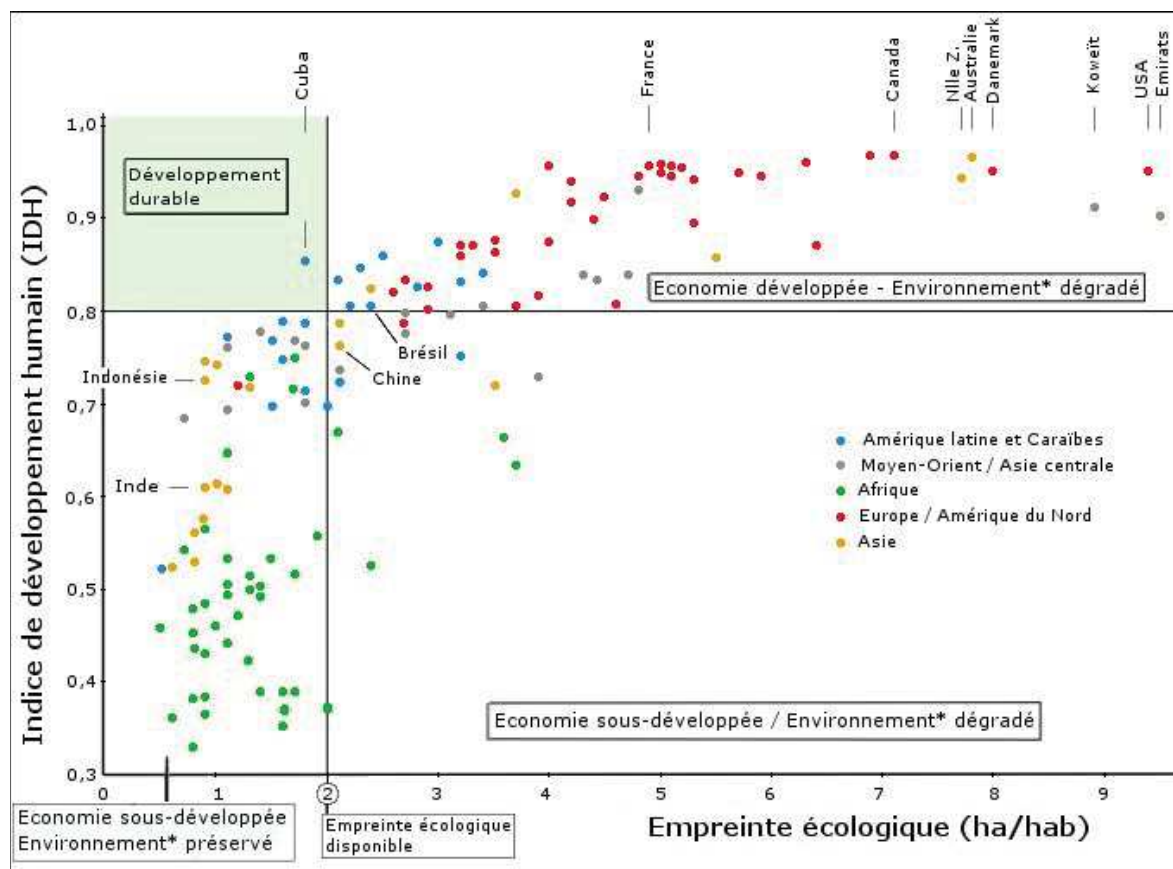 Cuba
France
Canada
Nlle Z.
Australie
Danemark
Koweït
USA
Emirats
Indice de développement humain (IDH)
1,0
0,9
0,8
0,7
0,6
0,5
0,4
0,3
Développement
durable
Economie développée - Environnement* dégradé
Brésil
Chine
Indonésie
Inde
Amérique latine et Caraïbes
Moyen-Orient / Asie centrale
Afrique
Europe / Amérique du Nord
Asie
Economie sous-développée / Environnement* dégradé
0 1 2 3 4 5 6 7 8 9
Economie sous-développée
Environnement* préservé
Empreinte écologique
disponible
Empreinte écologique (ha/hab)